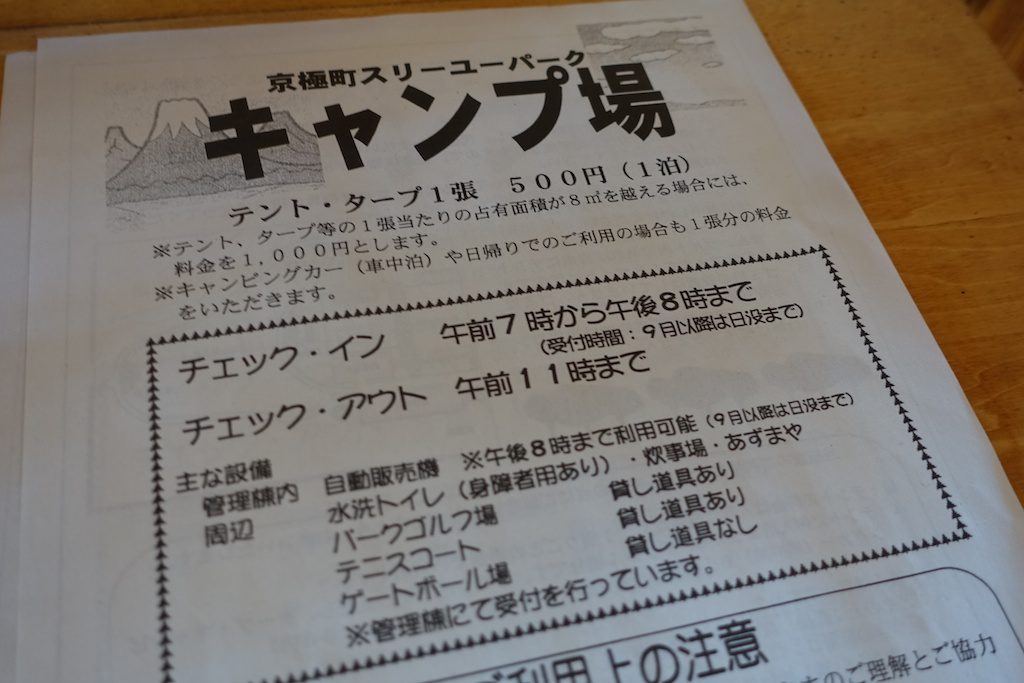 京極町スリーユーパーク
キャンプ場
テント・タープ1張 500円(1泊)
※テント、タープ等の1張当たりの占有面積が8㎡を越える場合には、
料金を1,000円とします。
※キャンピングカー(車中泊)や日帰りでのご利用の場合も1張分の料金
をいただきます。
チェック・イン 午前7時から午後8時まで
(受付時間:9月以降は日没まで)
チェック・アウト 午前11時まで
主な設備
管理棟内 自動販売機 ※午後8時まで利用可能(9月以降は日没まで)
周辺 水洗トイレ(身障者用あり)・炊事場・あずまや
パークゴルフ場 貸し道具あり
テニスコート 貸し道具あり
ゲートボール場 貸し道具なし
※管理棟にて受付を行っています。
ご利用上の注意
のご理解とご協力